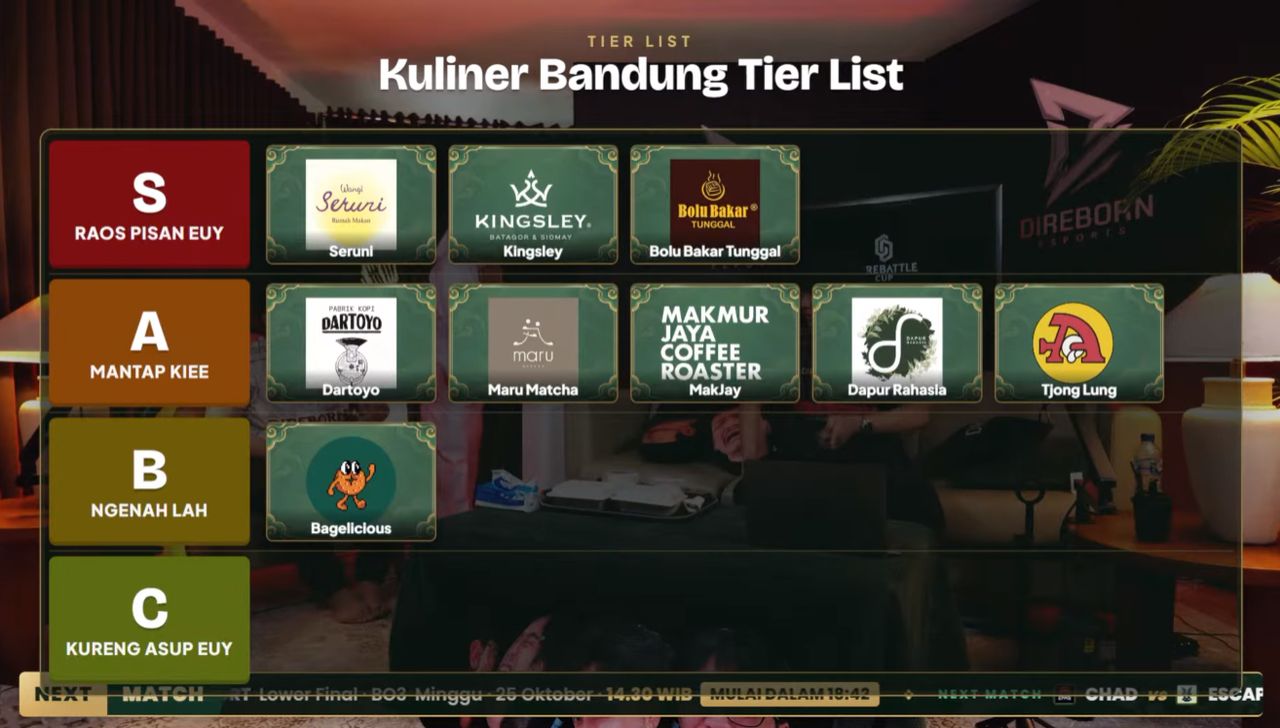 TIER LIST
Kuliner Bandung Tier List
S
RAOS PISAN EUY
Wangi
Seruni
Rumah Makan
Seruni
KINGSLEY®
BATAGOR & SIOMAY
Kingsley
Bolu Bakar®
TUNGGAL
Bolu Bakar Tunggal
DIREBORN
ESPORTS
REBATTLE
CUP
A
MANTAP KIEE
PABRIK KOPI
DARTOYO
Dartoyo
maru
Maru Matcha
MAKMUR
JAYA
COFFEE
ROASTER
MakJay
DAPUR
Dapur Rahasia
A
Tjong Lung
B
NGENAH LAH
Bagelicious
C
KURENG ASUP EUY
NEXT MATCH RT Lower Final · BO3 Minggu · 25 Oktober · 14.30 WIB MULAI DALAM 18:42 NEXT MATCH CHAD VS ESCAP